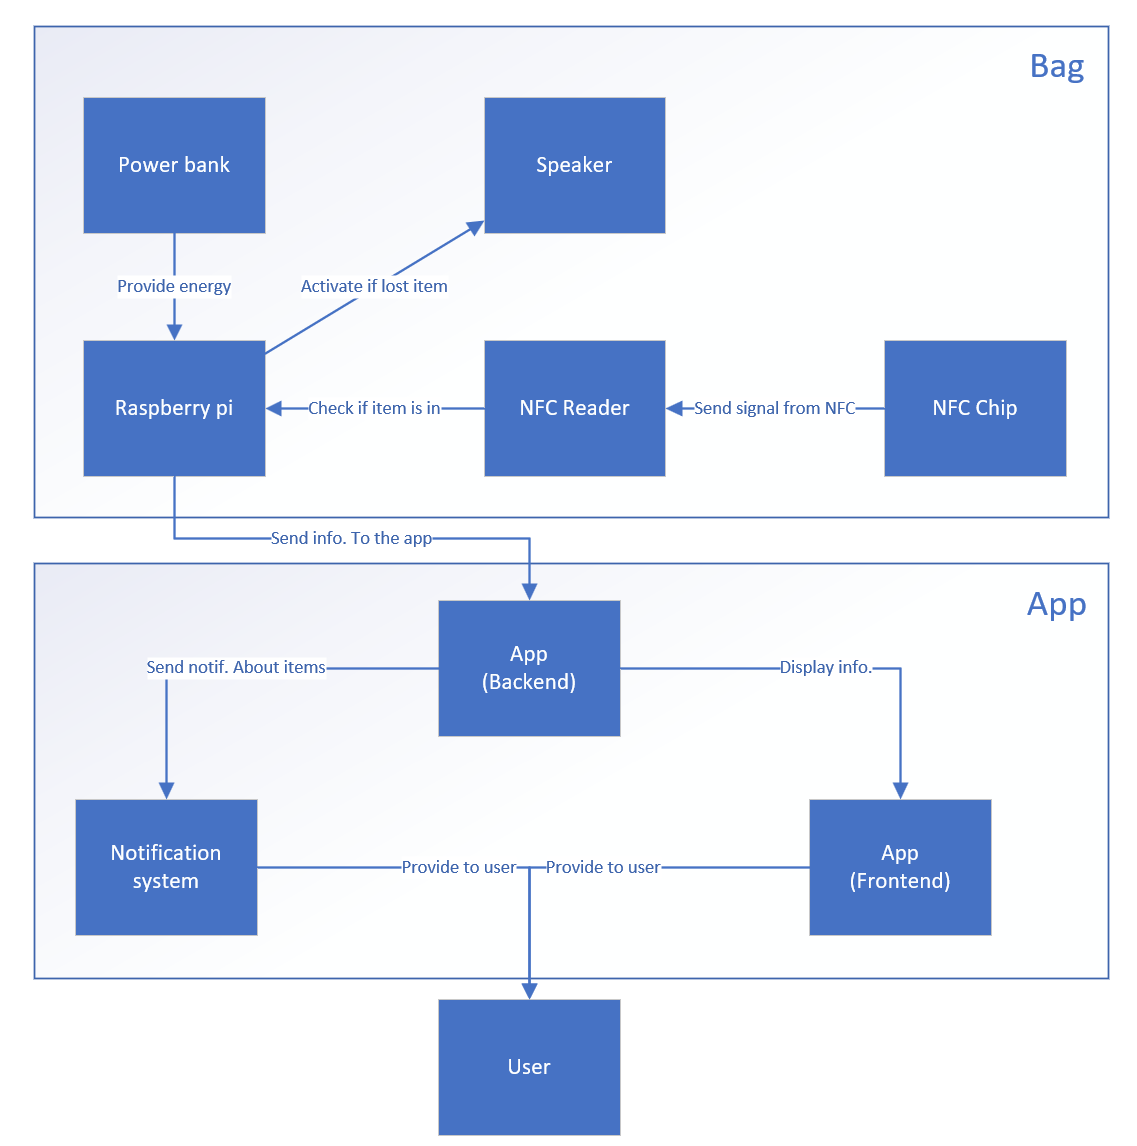 Bag
Power bank
Speaker
Provide energy
Activate if lost item
Raspberry pi
Check if item is in
NFC Reader
Send signal from NFC
NFC Chip
Send info. To the app
App
App
(Backend)
Send notif. About items
Display info.
Notification
system
Provide to user
Provide to user
App
(Frontend)
User